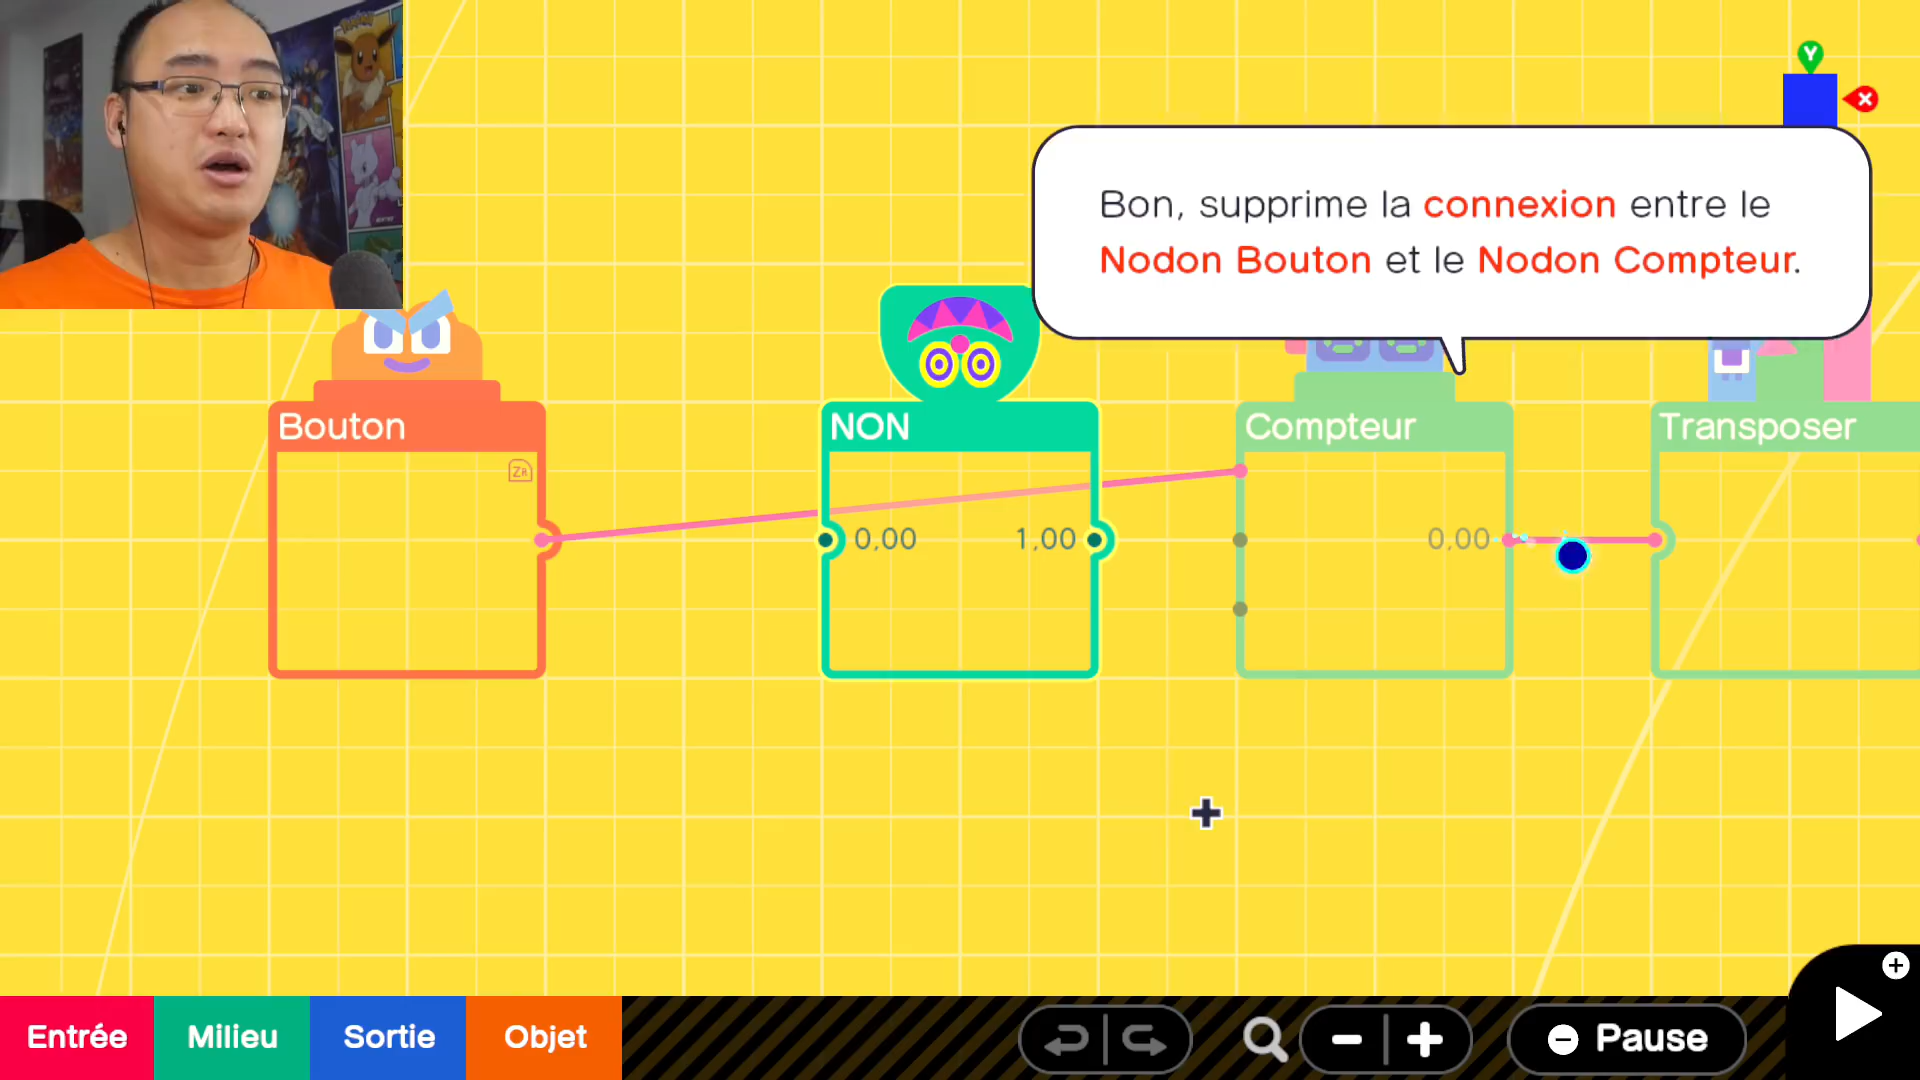 Y
X
Bon, supprime la connexion entre le
Nodon Bouton et le Nodon Compteur.
Bouton
ZR
NON
0,00 1,00
Compteur
0,00
Transposer
Entrée Milieu Sortie Objet
Pause